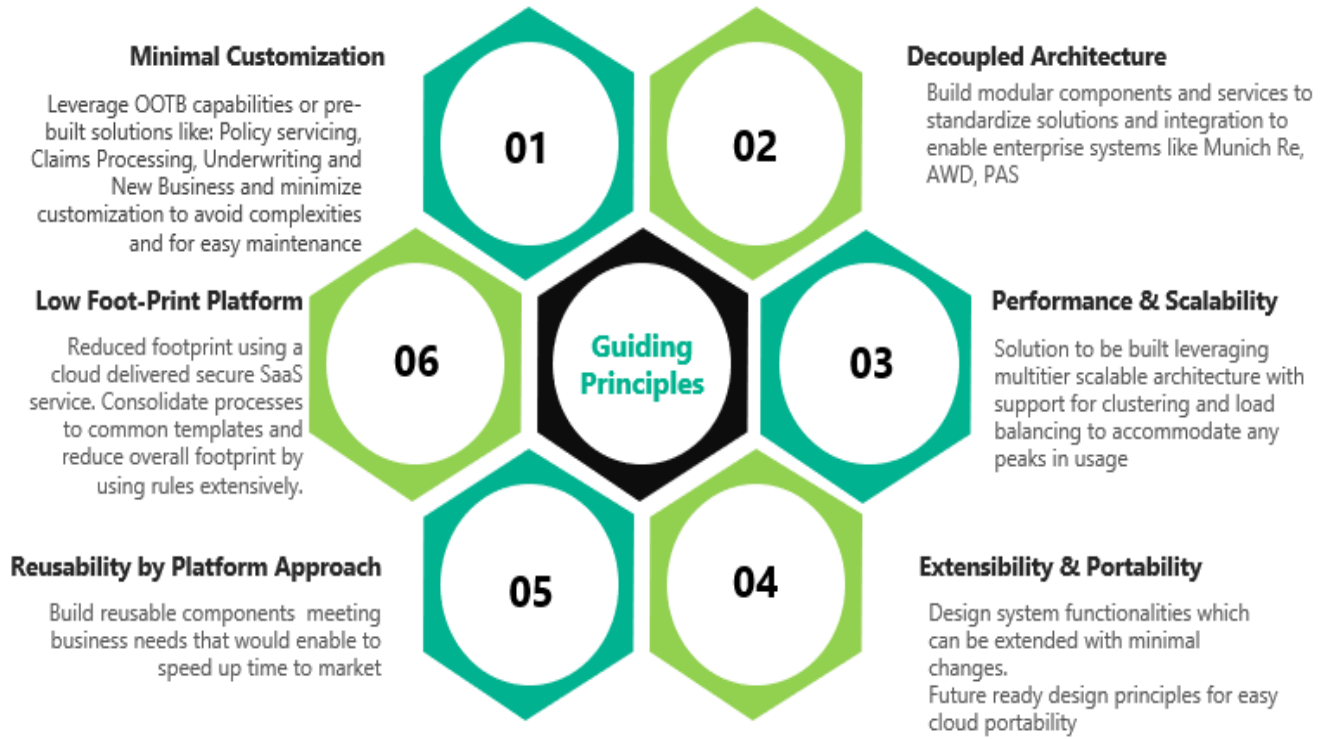 Minimal Customization
Leverage OOTB capabilities or pre-
built solutions like: Policy servicing,
Claims Processing, Underwriting and
New Business and minimize
customization to avoid complexities
and for easy maintenance
01
02
Decoupled Architecture
Build modular components and services to
standardize solutions and integration to
enable enterprise systems like Munich Re,
AWD, PAS
Low Foot-Print Platform
Reduced footprint using a
cloud delivered secure SaaS
service. Consolidate processes
to common templates and
reduce overall footprint by
using rules extensively.
06
Guiding
Principles
03
Performance & Scalability
Solution to be built leveraging
multitier scalable architecture with
support for clustering and load
balancing to accommodate any
peaks in usage
Reusability by Platform Approach
Build reusable components meeting
business needs that would enable to
speed up time to market
05
04
Extensibility & Portability
Design system functionalities which
can be extended with minimal
changes.
Future ready design principles for easy
cloud portability